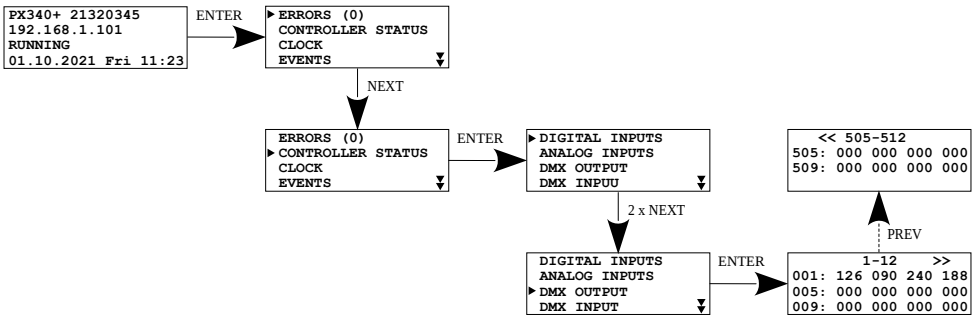 PX340+ 21320345
192.168.1.101
RUNNING
01.10.2021 Fri 11:23
ENTER
ERRORS (0)
CONTROLLER STATUS
CLOCK
EVENTS
NEXT
ERRORS (0)
CONTROLLER STATUS
CLOCK
EVENTS
ENTER
DIGITAL INPUTS
ANALOG INPUTS
DMX OUTPUT
DMX INPUU
2 x NEXT
DIGITAL INPUTS
ANALOG INPUTS
DMX OUTPUT
DMX INPUT
ENTER
1-12 >>
001: 126 090 240 188
005: 000 000 000 000
009: 000 000 000 000
PREV
<< 505-512
505: 000 000 000 000
509: 000 000 000 000